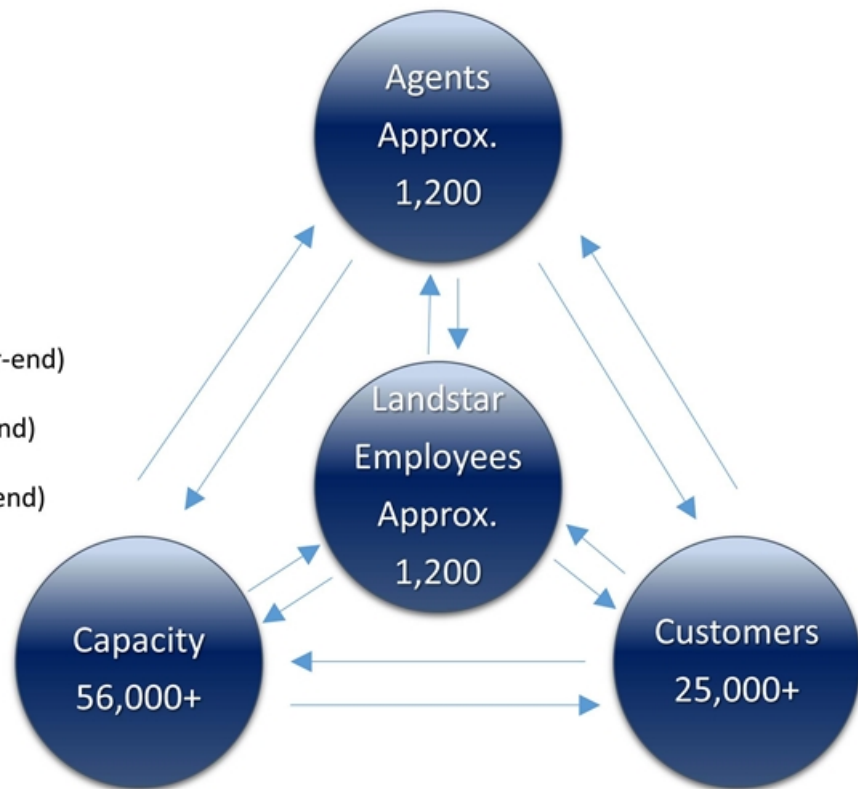 Agents
Approx.
1,200
-end)
nd)
end)
Landstar
Employees
Approx.
1,200
Capacity
56,000+
Customers
25,000+